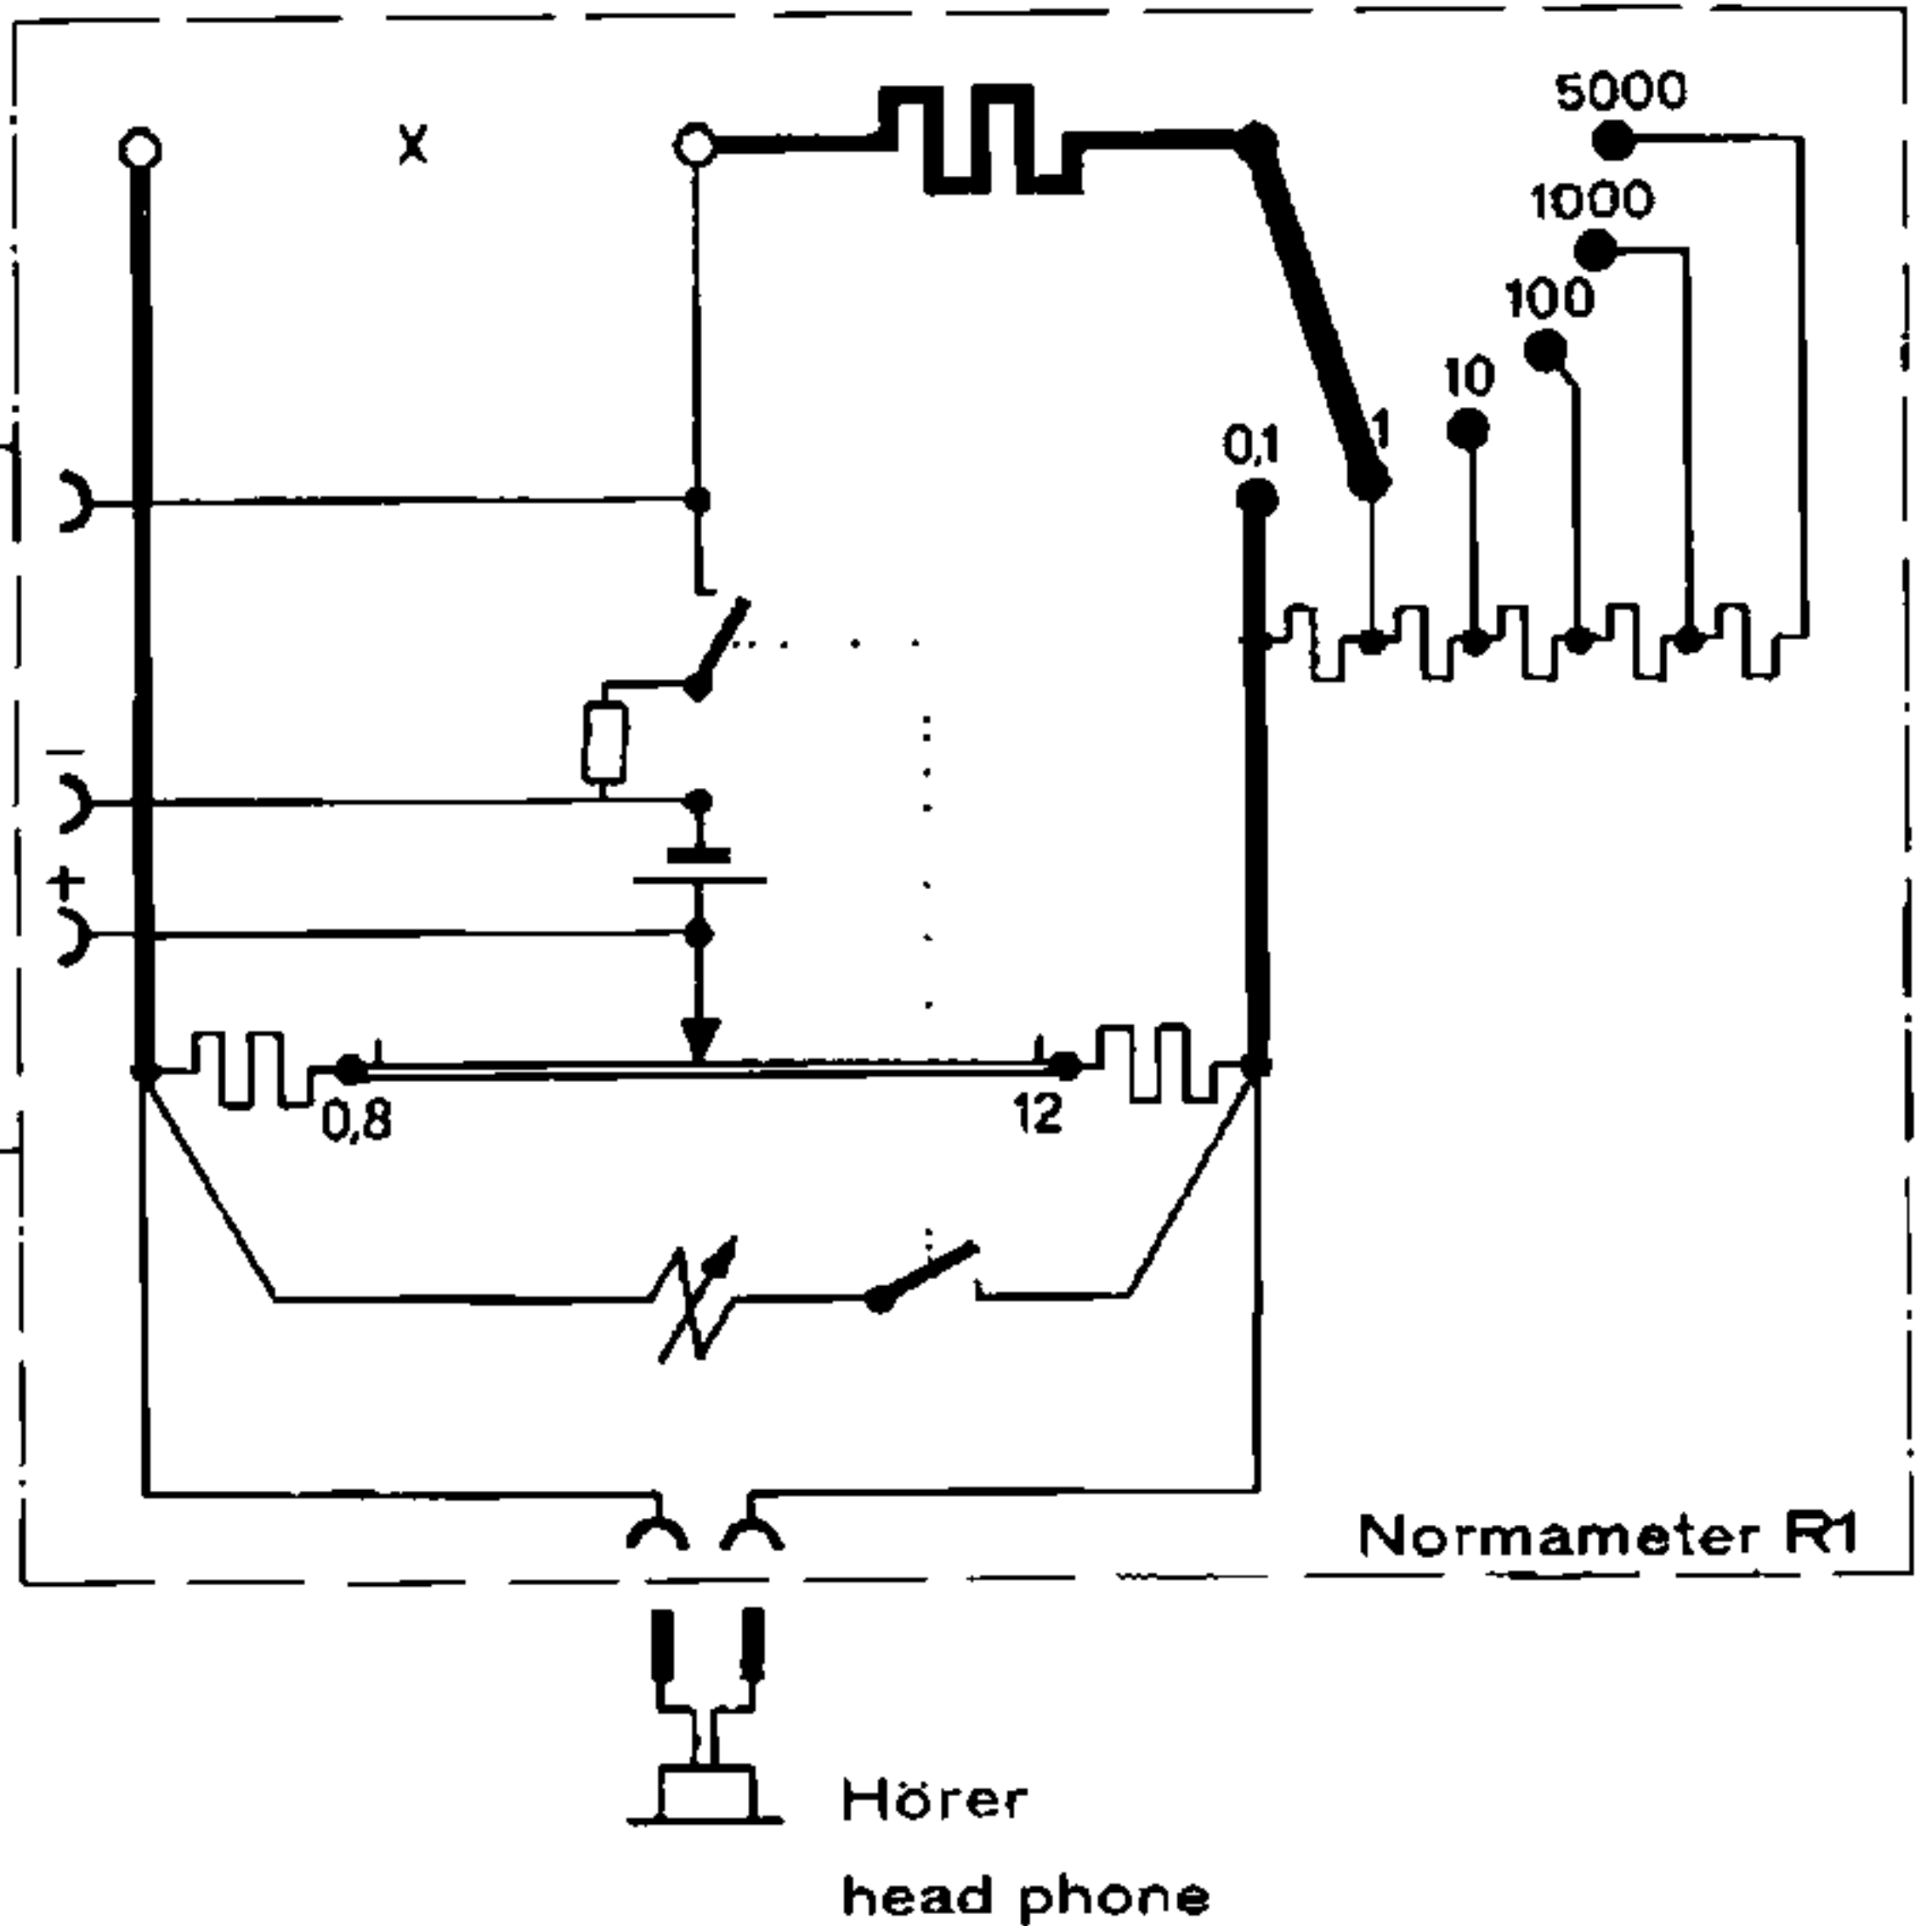 5000
X
1000
100
10
1
0,1
−
+
0,8
12
Normameter R1
Hörer
head phone